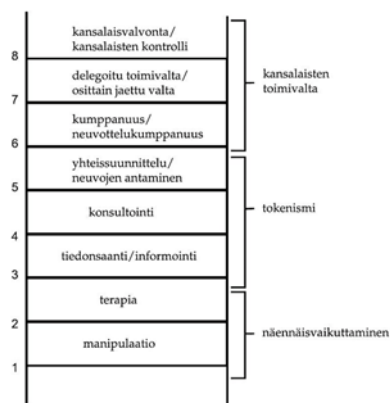 kansalaisvalvonta/
kansalaisten kontrolli
8
delegoitu toimivalta/
osittain jaettu valta
kansalaisten
toimivalta
7
kumppanuus/
neuvottelukumppanuus
6
yhteissuunnittelu/
neuvojen antaminen
5
konsultointi
tokenismi
4
tiedonsaanti/informointi
3
terapia
2
näennäisvaikuttaminen
manipulaatio
1